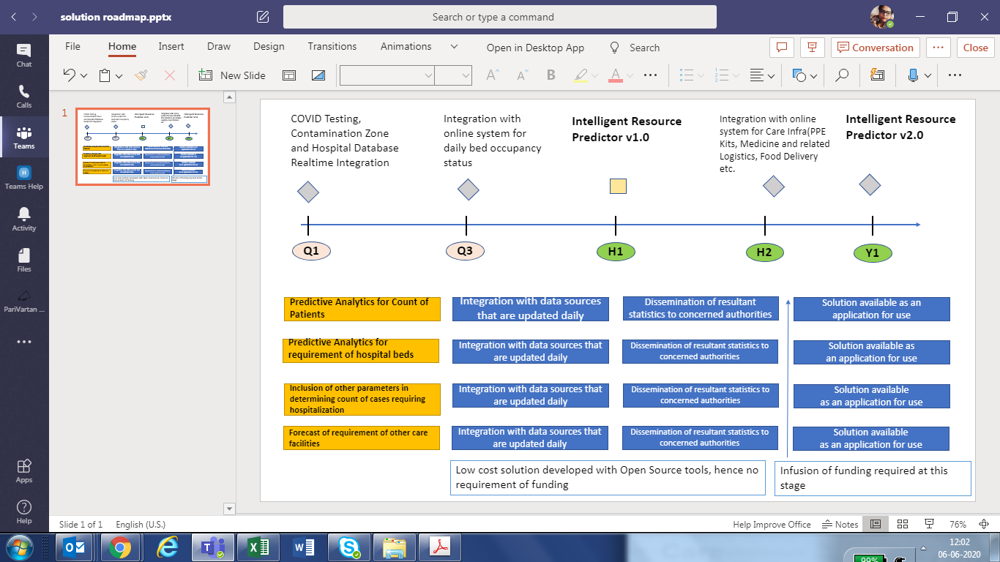 solution roadmap.pptx
Search or type a command
File Home Insert Draw Design Transitions Animations Open in Desktop App Search Conversation Close
New Slide
B
A
Chat
Calls
Teams
Teams Help
Activity
Files
PariVartan ...
Apps
Help
1
COVID Testing,
Contamination Zone
and Hospital Database
Realtime Integration
Integration with
online system for
daily bed occupancy
status
Intelligent Resource
Predictor v1.0
Integration with online
system for Care Infra(PPE
Kits, Medicine and related
Logistics, Food Delivery
etc.
Intelligent Resource
Predictor v2.0
Q1 Q3 H1 H2 Y1
Predictive Analytics for Count of
Patients
Integration with data sources
that are updated daily
Dissemination of resultant
statistics to concerned authorities
Solution available as an
application for use
Predictive Analytics for
requirement of hospital beds
Integration with data sources that
are updated daily
Dissemination of resultant statistics to
concerned authorities
Solution available as
an application for use
Inclusion of other parameters in
determining count of cases requiring
hospitalization
Integration with data sources that
are updated daily
Dissemination of resultant statistics to
concerned authorities
Solution available
as an application for use
Forecast of requirement of other care
facilities
Integration with data sources that
are updated daily
Dissemination of resultant statistics to
concerned authorities
Solution available
as an application for use
Low cost solution developed with Open Source tools, hence no
requirement of funding
Infusion of funding required at this
stage
Slide 1 of 1 English (U.S.) Help Improve Office Notes 76%
12:02
06-06-2020
99%